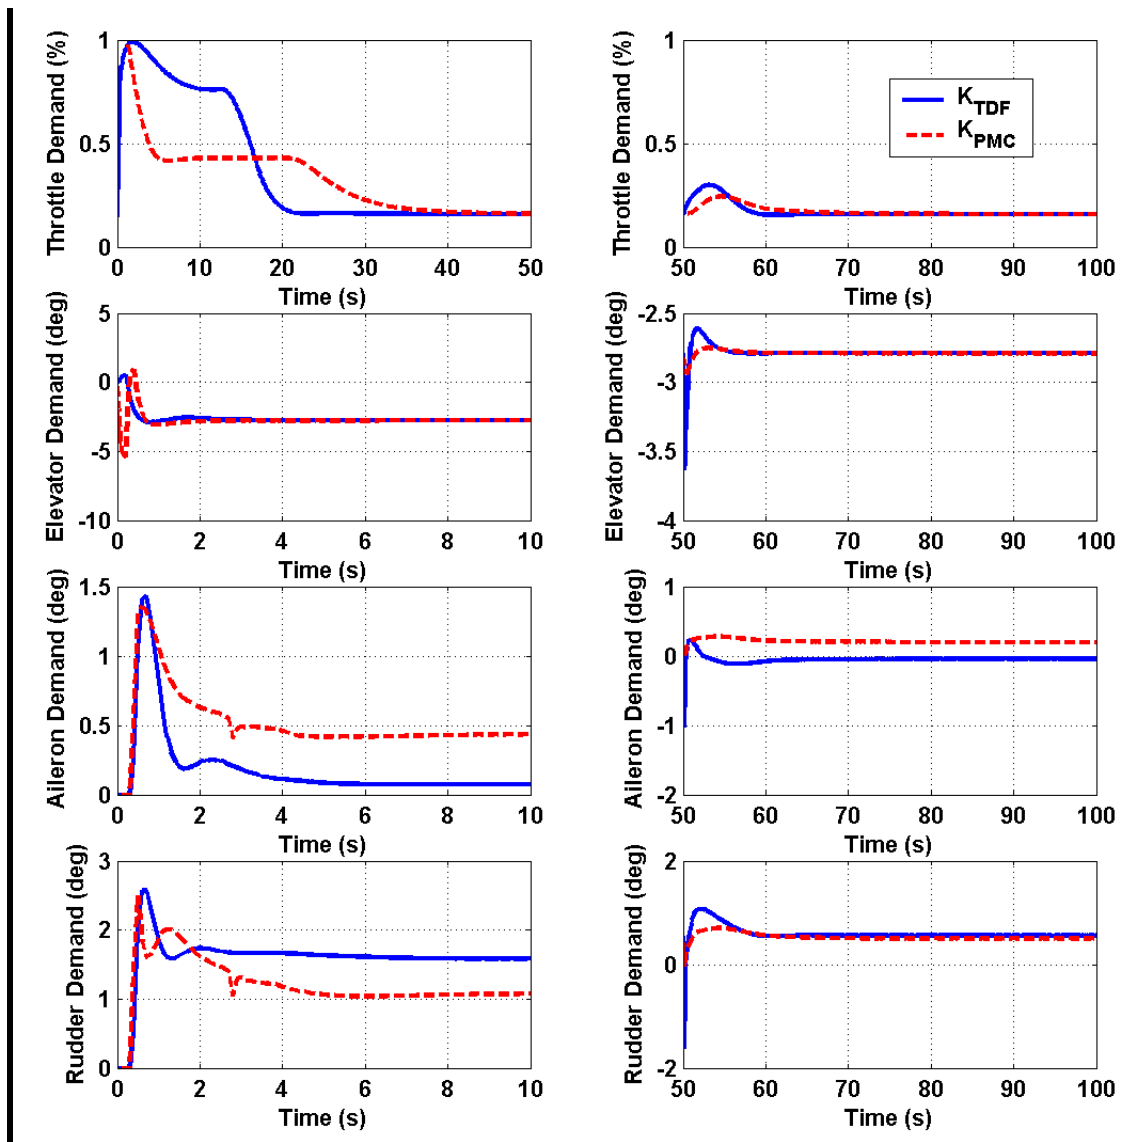 Throttle Demand (%)
1
0.5
0
0 10 20 30 40 50
Time (s)
Throttle Demand (%)
1
0.5
0
50 60 70 80 90 100
Time (s)
K_TDF
K_PMC
Elevator Demand (deg)
5
0
-5
-10
0 2 4 6 8 10
Time (s)
Elevator Demand (deg)
-2.5
-3
-3.5
-4
50 60 70 80 90 100
Time (s)
Aileron Demand (deg)
1.5
1
0.5
0
0 2 4 6 8 10
Time (s)
Aileron Demand (deg)
1
0
-1
-2
50 60 70 80 90 100
Time (s)
Rudder Demand (deg)
3
2
1
0
0 2 4 6 8 10
Time (s)
Rudder Demand (deg)
2
0
-2
50 60 70 80 90 100
Time (s)